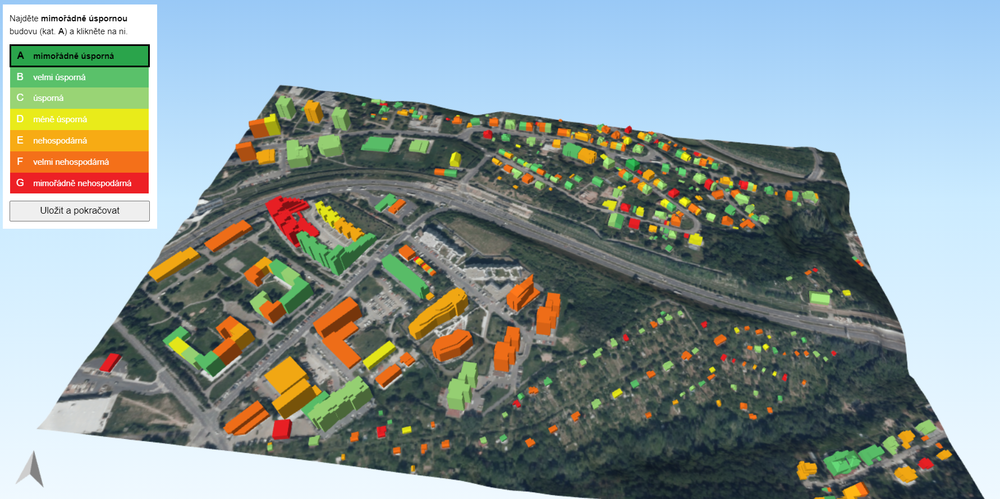 Najděte mimořádně úspornou
budovu (kat. A) a klikněte na ni.
A mimořádně úsporná
B velmi úsporná
C úsporná
D méně úsporná
E nehospodárná
F velmi nehospodárná
G mimořádně nehospodárná
Uložit a pokračovat